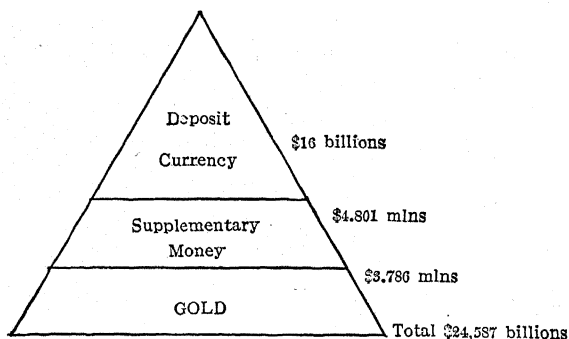 Deposit
Currency
$16 billions
Supplementary
Money
$4.801 mlns
$3.786 mlns
GOLD
Total $24,587 billions